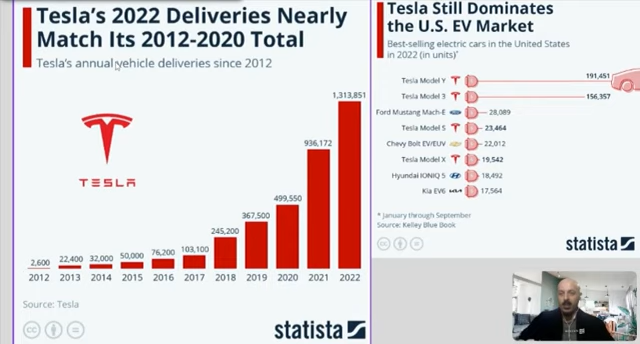 Tesla's 2022 Deliveries Nearly
Match Its 2012-2020 Total
Tesla's annual vehicle deliveries since 2012
TESLA
2,600
22,400
32,000
50,000
76,200
103,100
245,200
367,500
499,550
936,172
1,313,851
2012 2013 2014 2015 2016 2017 2018 2019 2020 2021 2022
Source: Tesla
statista
Tesla Still Dominates
the U.S. EV Market
Best-selling electric cars in the United States
in 2022 (in units)*
Tesla Model Y 191,451
Tesla Model 3 156,357
Ford Mustang Mach-E 28,089
Tesla Model S 23,464
Chevy Bolt EV/EUV 22,012
Tesla Model X 19,542
Hyundai IONIQ 5 18,492
Kia EV6 17,564
* January through September
Source: Kelley Blue Book
statista